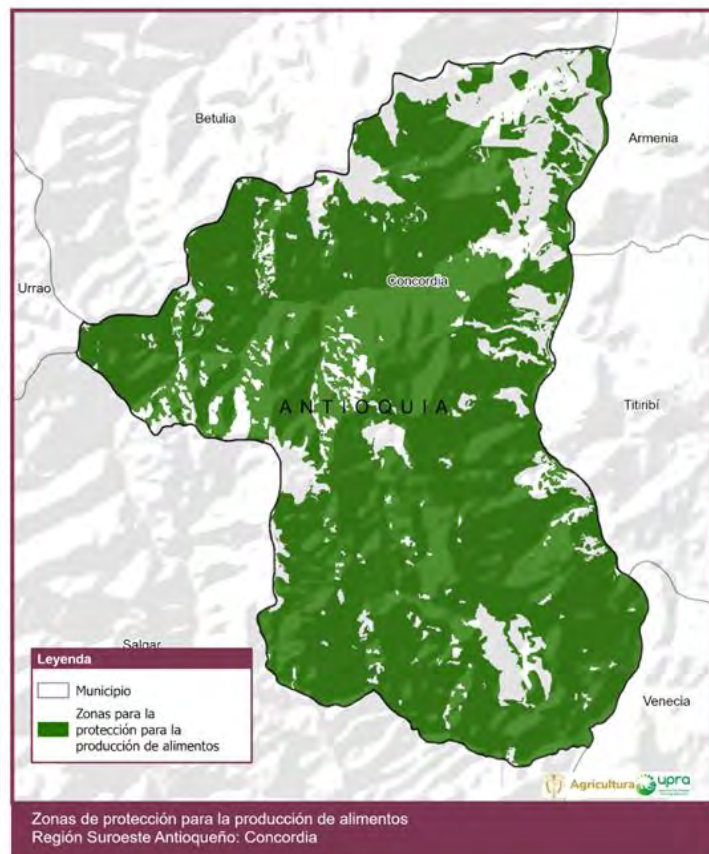 Betulia
Armenia
Urrao
Concordia
ANTIOQUIA
Titiribí
Salgar
Venecia
Leyenda
Municipio
Zonas para la
protección para la
producción de alimentos
Agricultura upra
Zonas de protección para la producción de alimentos
Región Suroeste Antioqueño: Concordia